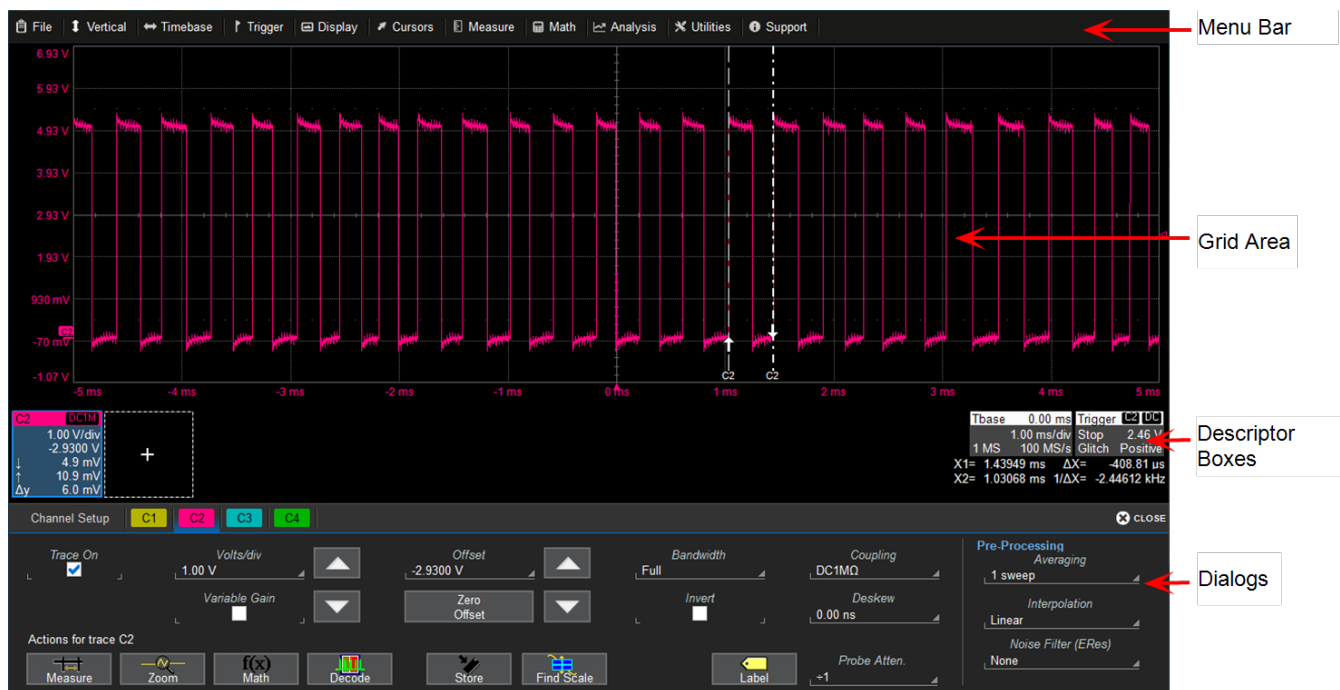 File Vertical Timebase Trigger Display Cursors Measure Math Analysis Utilities Support
Menu Bar
6.93 V
5.93 V
4.93 V
3.93 V
2.93 V
1.93 V
930 mV
C2
-70 mV
-1.07 V
Grid Area
C2 C2
-5 ms -4 ms -3 ms -2 ms -1 ms 0 ms 1 ms 2 ms 3 ms 4 ms 5 ms
C2 DC1M
1.00 V/div
-2.9300 V
↓ 4.9 mV
↑ 10.9 mV
Δy 6.0 mV
+
Tbase 0.00 ms
1.00 ms/div
1 MS 100 MS/s
Trigger C2 DC
Stop 2.46 V
Glitch Positive
X1= 1.43949 ms ΔX= -408.81 µs
X2= 1.03068 ms 1/ΔX= -2.44612 kHz
Descriptor
Boxes
Channel Setup C1 C2 C3 C4 CLOSE
Trace On
Volts/div
1.00 V
Variable Gain
Offset
-2.9300 V
Zero
Offset
Bandwidth
Full
Invert
Coupling
DC1MΩ
Deskew
0.00 ns
Pre-Processing
Averaging
1 sweep
Interpolation
Linear
Noise Filter (ERes)
None
Dialogs
Actions for trace C2
Measure Zoom
f(x)
Math
Decode Store Find Scale Label
Probe Atten.
÷1